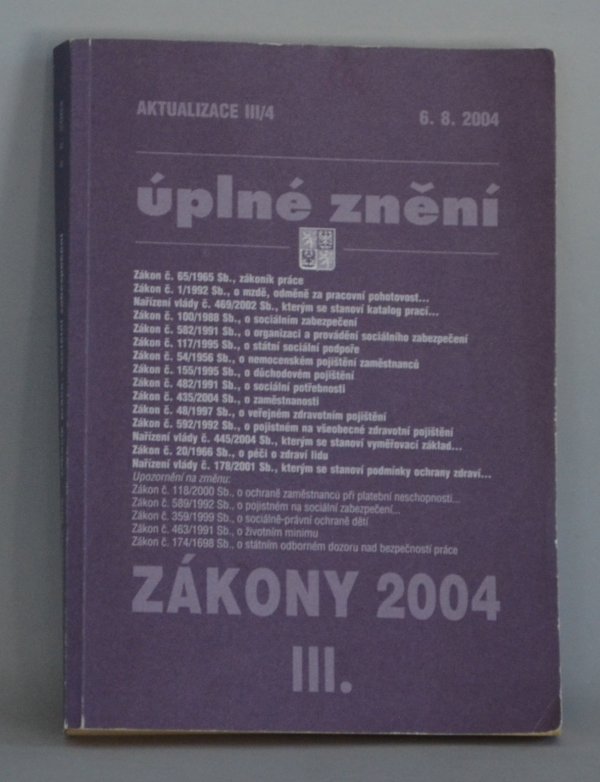 AKTUALIZACE III/4
6. 8. 2004
úplné znění
Zákon č. 65/1965 Sb., zákoník práce
Zákon č. 1/1992 Sb., o mzdě, odměně za pracovní pohotovost...
Nařízení vlády č. 469/2002 Sb., kterým se stanoví katalog prací...
Zákon č. 100/1988 Sb., o sociálním zabezpečení
Zákon č. 582/1991 Sb., o organizaci a provádění sociálního zabezpečení
Zákon č. 117/1995 Sb., o státní sociální podpoře
Zákon č. 54/1956 Sb., o nemocenském pojištění zaměstnanců
Zákon č. 155/1995 Sb., o důchodovém pojištění
Zákon č. 482/1991 Sb., o sociální potřebnosti
Zákon č. 435/2004 Sb., o zaměstnanosti
Zákon č. 48/1997 Sb., o veřejném zdravotním pojištění
Zákon č. 592/1992 Sb., o pojistném na všeobecné zdravotní pojištění
Nařízení vlády č. 445/2004 Sb., kterým se stanoví vyměřovací základ...
Zákon č. 20/1966 Sb., o péči o zdraví lidu
Nařízení vlády č. 178/2001 Sb., kterým se stanoví podmínky ochrany zdraví...
Upozornění na změnu:
Zákon č. 118/2000 Sb., o ochraně zaměstnanců při platební neschopnosti...
Zákon č. 589/1992 Sb., o pojistném na sociální zabezpečení...
Zákon č. 359/1999 Sb., o sociálně-právní ochraně dětí
Zákon č. 463/1991 Sb., o životním minimu
Zákon č. 174/1698 Sb., o státním odborném dozoru nad bezpečností práce
ZÁKONY 2004
III.